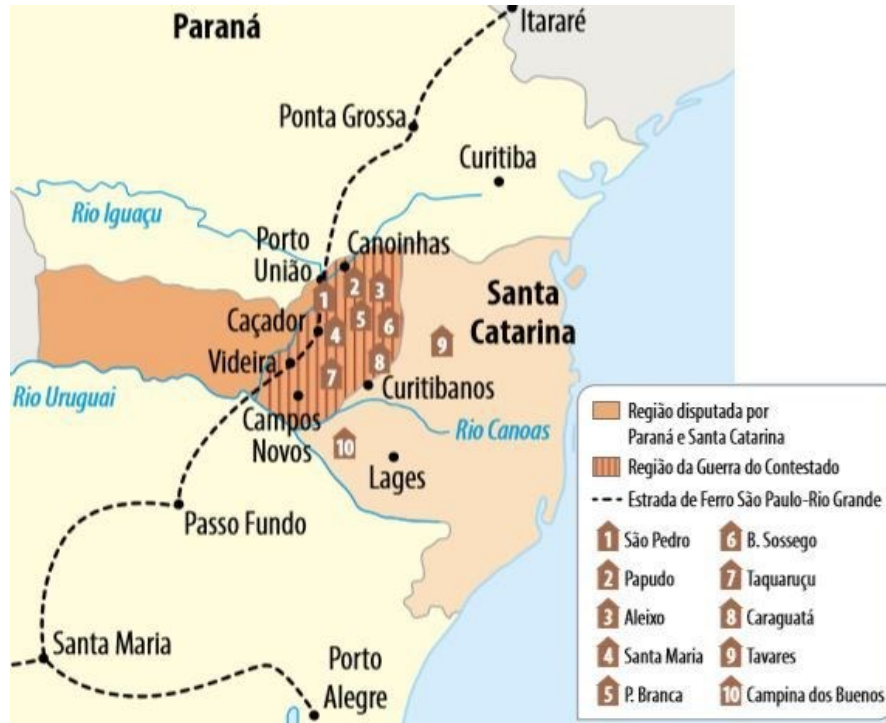 Paraná
Itararé
Ponta Grossa
Curitiba
Rio Iguaçu
Porto
União
Canoinhas
1
2
3
Santa
Catarina
Caçador
4
5
6
9
Videira
7
8
Rio Uruguai
Curitibanos
Campos
Novos
Rio Canoas
10
Lages
Passo Fundo
Santa Maria
Porto
Alegre
Região disputada por
Paraná e Santa Catarina
Região da Guerra do Contestado
Estrada de Ferro São Paulo-Rio Grande
1 São Pedro
2 Papudo
3 Aleixo
4 Santa Maria
5 P. Branca
6 B. Sossego
7 Taquaruçu
8 Caraguatá
9 Tavares
10 Campina dos Buenos